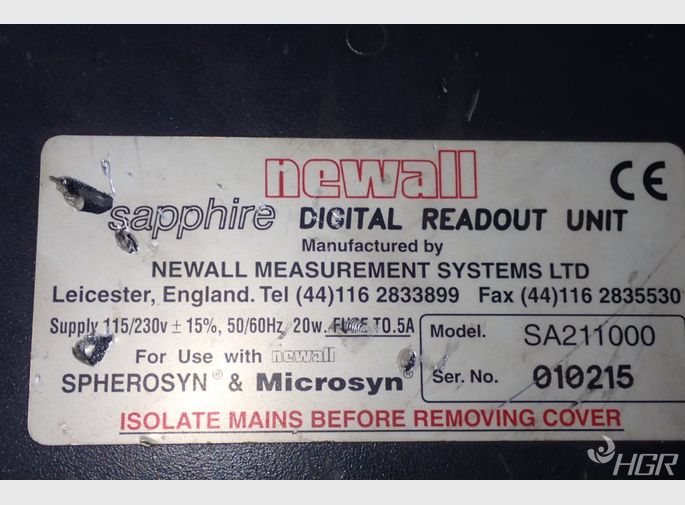 newall
CE
sapphire DIGITAL READOUT UNIT
Manufactured by
NEWALL MEASUREMENT SYSTEMS LTD
Leicester, England. Tel (44)116 2833899 Fax (44)116 2835530
Supply 115/230v ± 15%, 50/60Hz, 20w. FUSE T0.5A
For Use with newall
SPHEROSYN® & Microsyn®
Model. SA211000
Ser. No. 010215
ISOLATE MAINS BEFORE REMOVING COVER
HGR